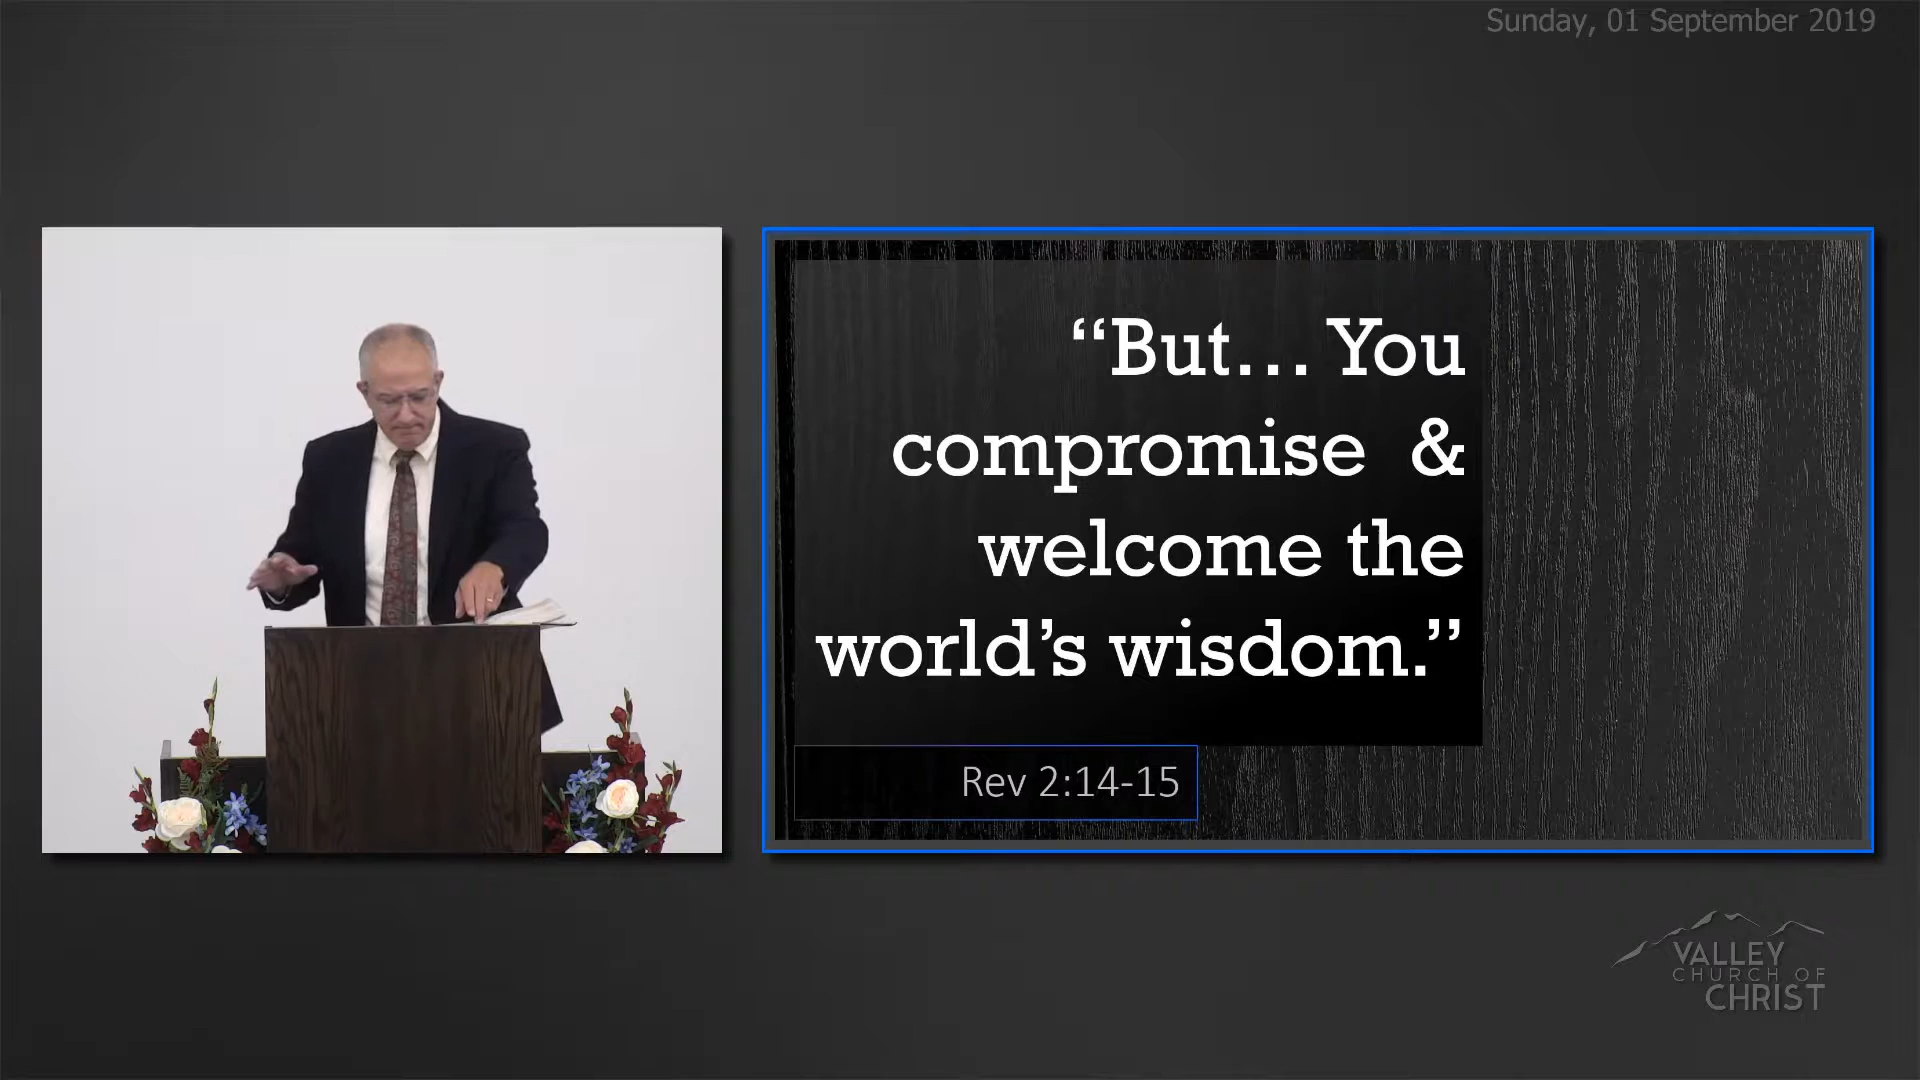 Sunday, 01 September 2019
“But... You
compromise &
welcome the
world’s wisdom.”
Rev 2:14-15
VALLEY
CHURCH OF
CHRIST